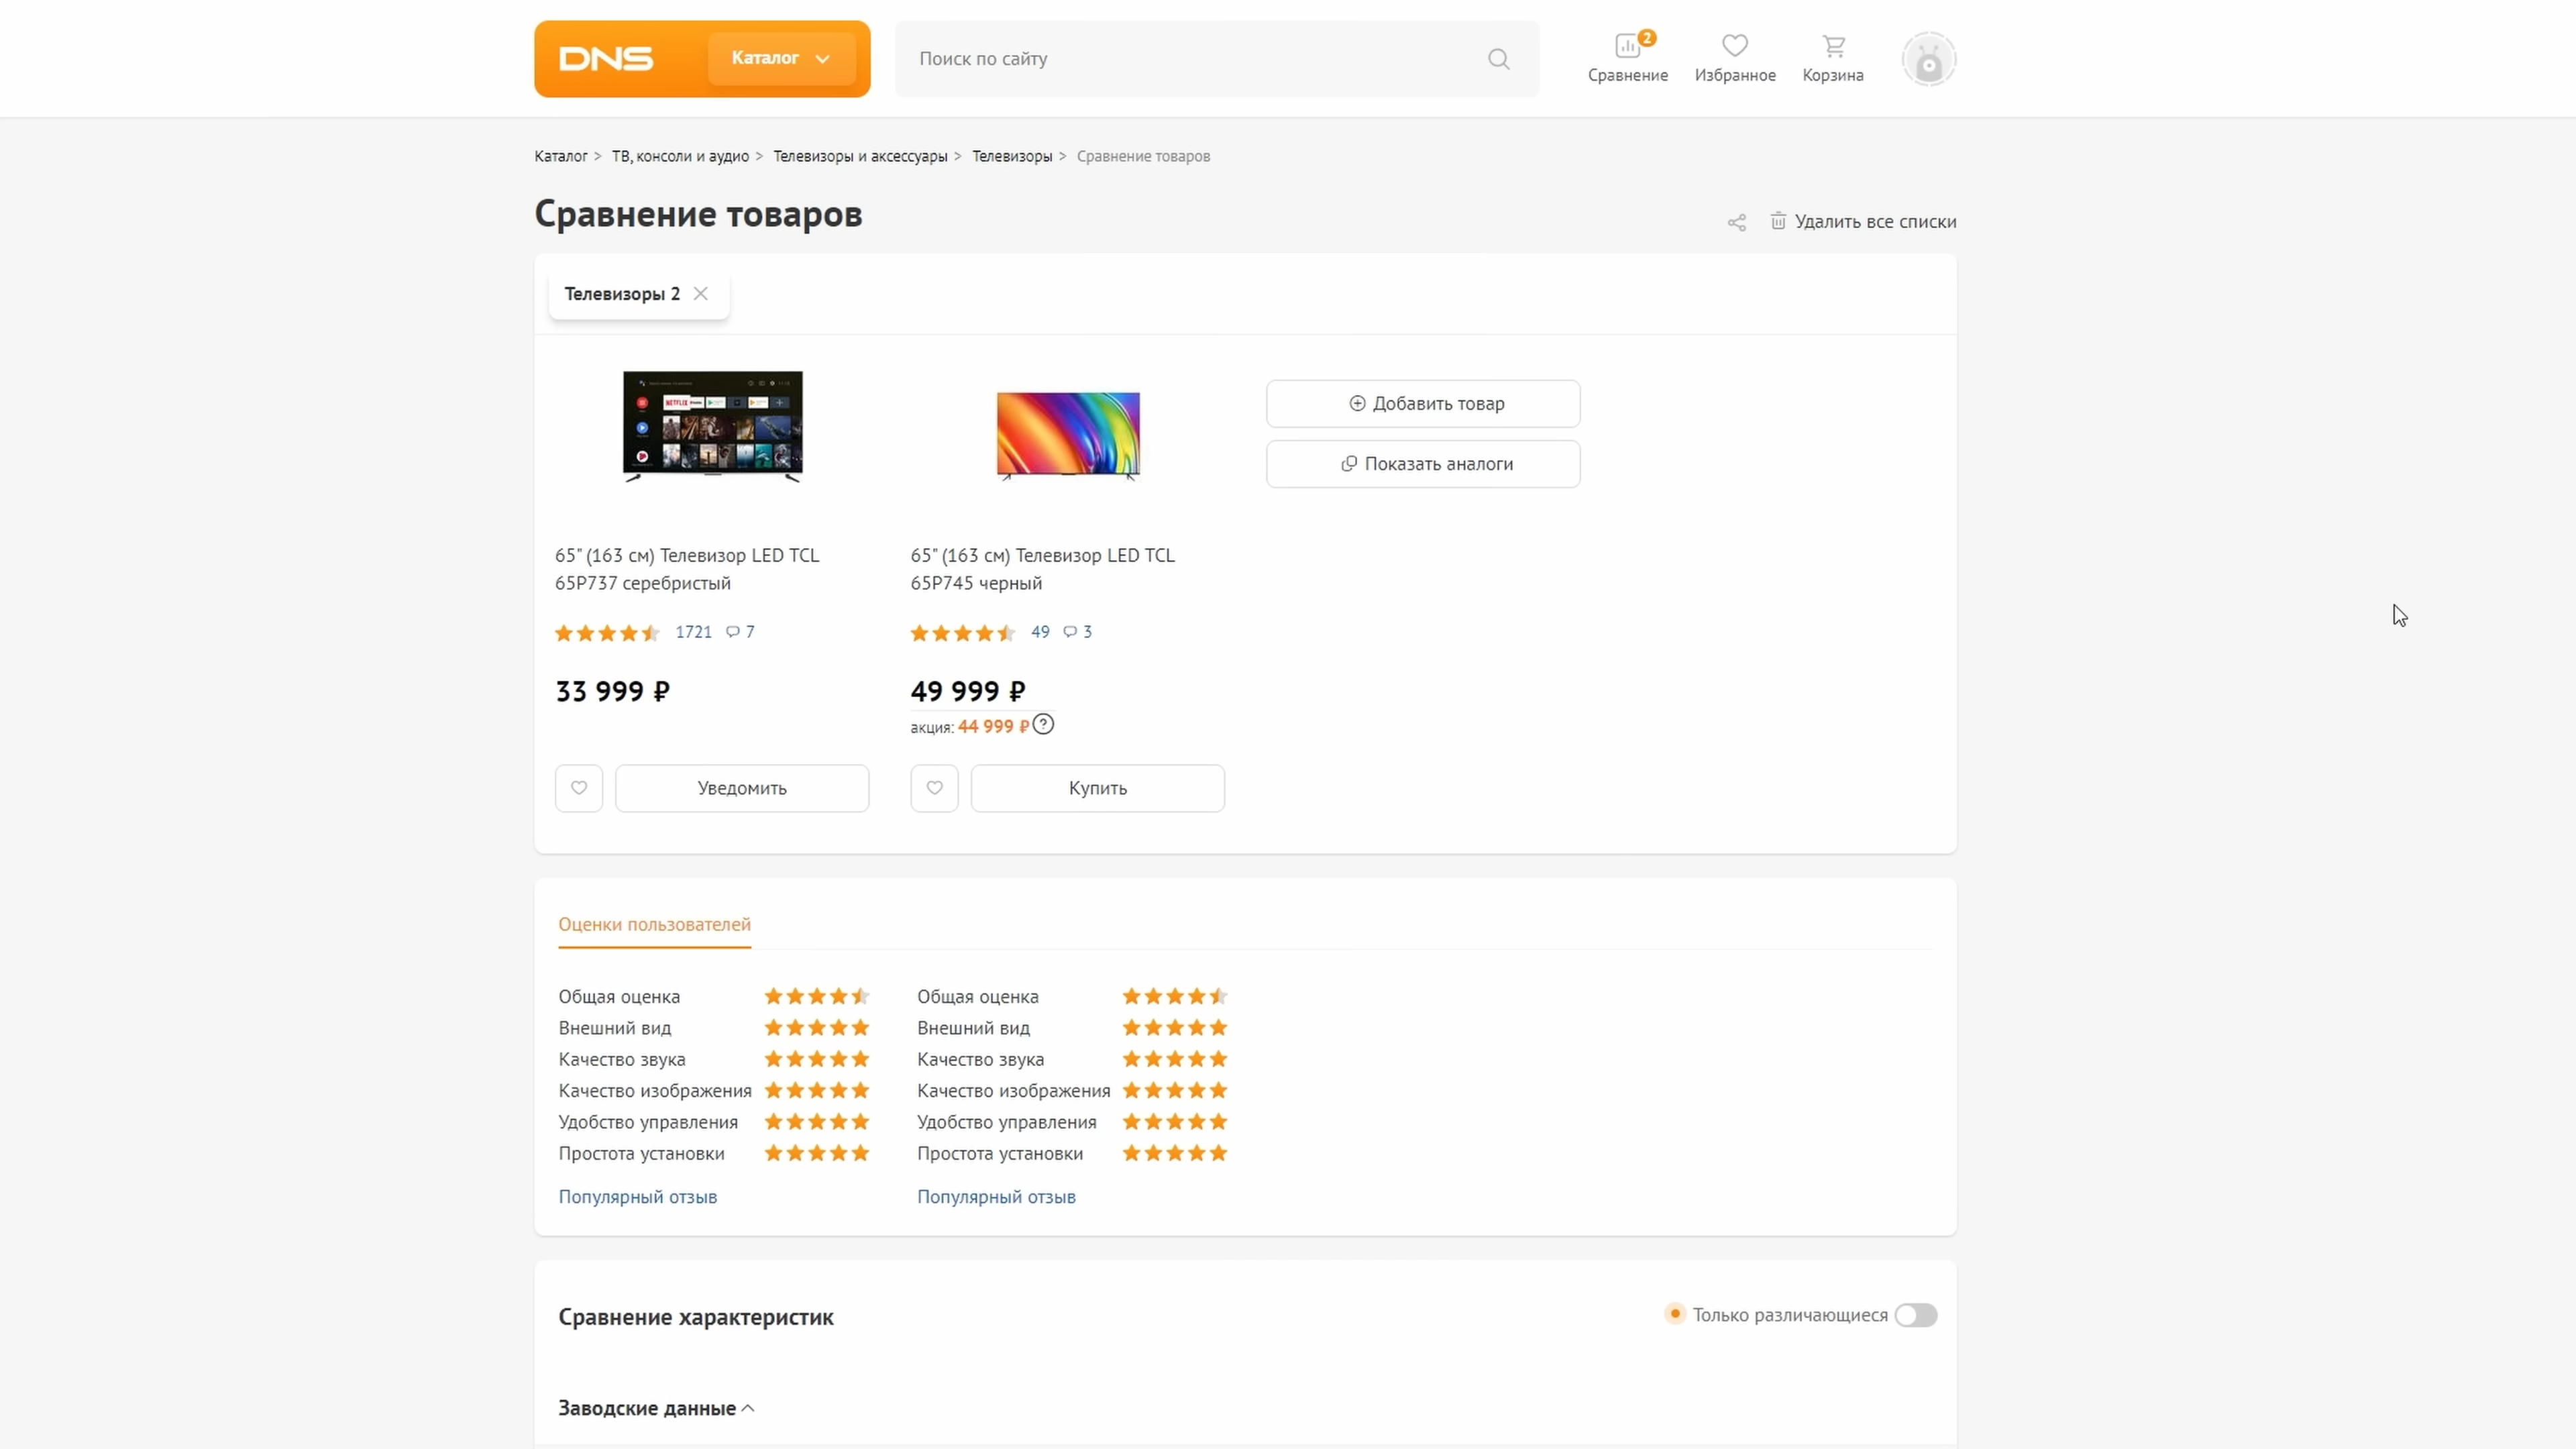 DNS
Каталог
Поиск по сайту
2
Сравнение
Избранное
Корзина
Каталог > ТВ, консоли и аудио > Телевизоры и аксессуары > Телевизоры > Сравнение товаров
Сравнение товаров
Удалить все списки
Телевизоры 2
NETFLIX
Добавить товар
Показать аналоги
65" (163 см) Телевизор LED TCL
65P737 серебристый
65" (163 см) Телевизор LED TCL
65P745 черный
1721 7
49 3
33 999 ₽
49 999 ₽
акция: 44 999 ₽ ?
Уведомить
Купить
Оценки пользователей
Общая оценка
Внешний вид
Качество звука
Качество изображения
Удобство управления
Простота установки
Популярный отзыв
Общая оценка
Внешний вид
Качество звука
Качество изображения
Удобство управления
Простота установки
Популярный отзыв
Сравнение характеристик
Только различающиеся
Заводские данные